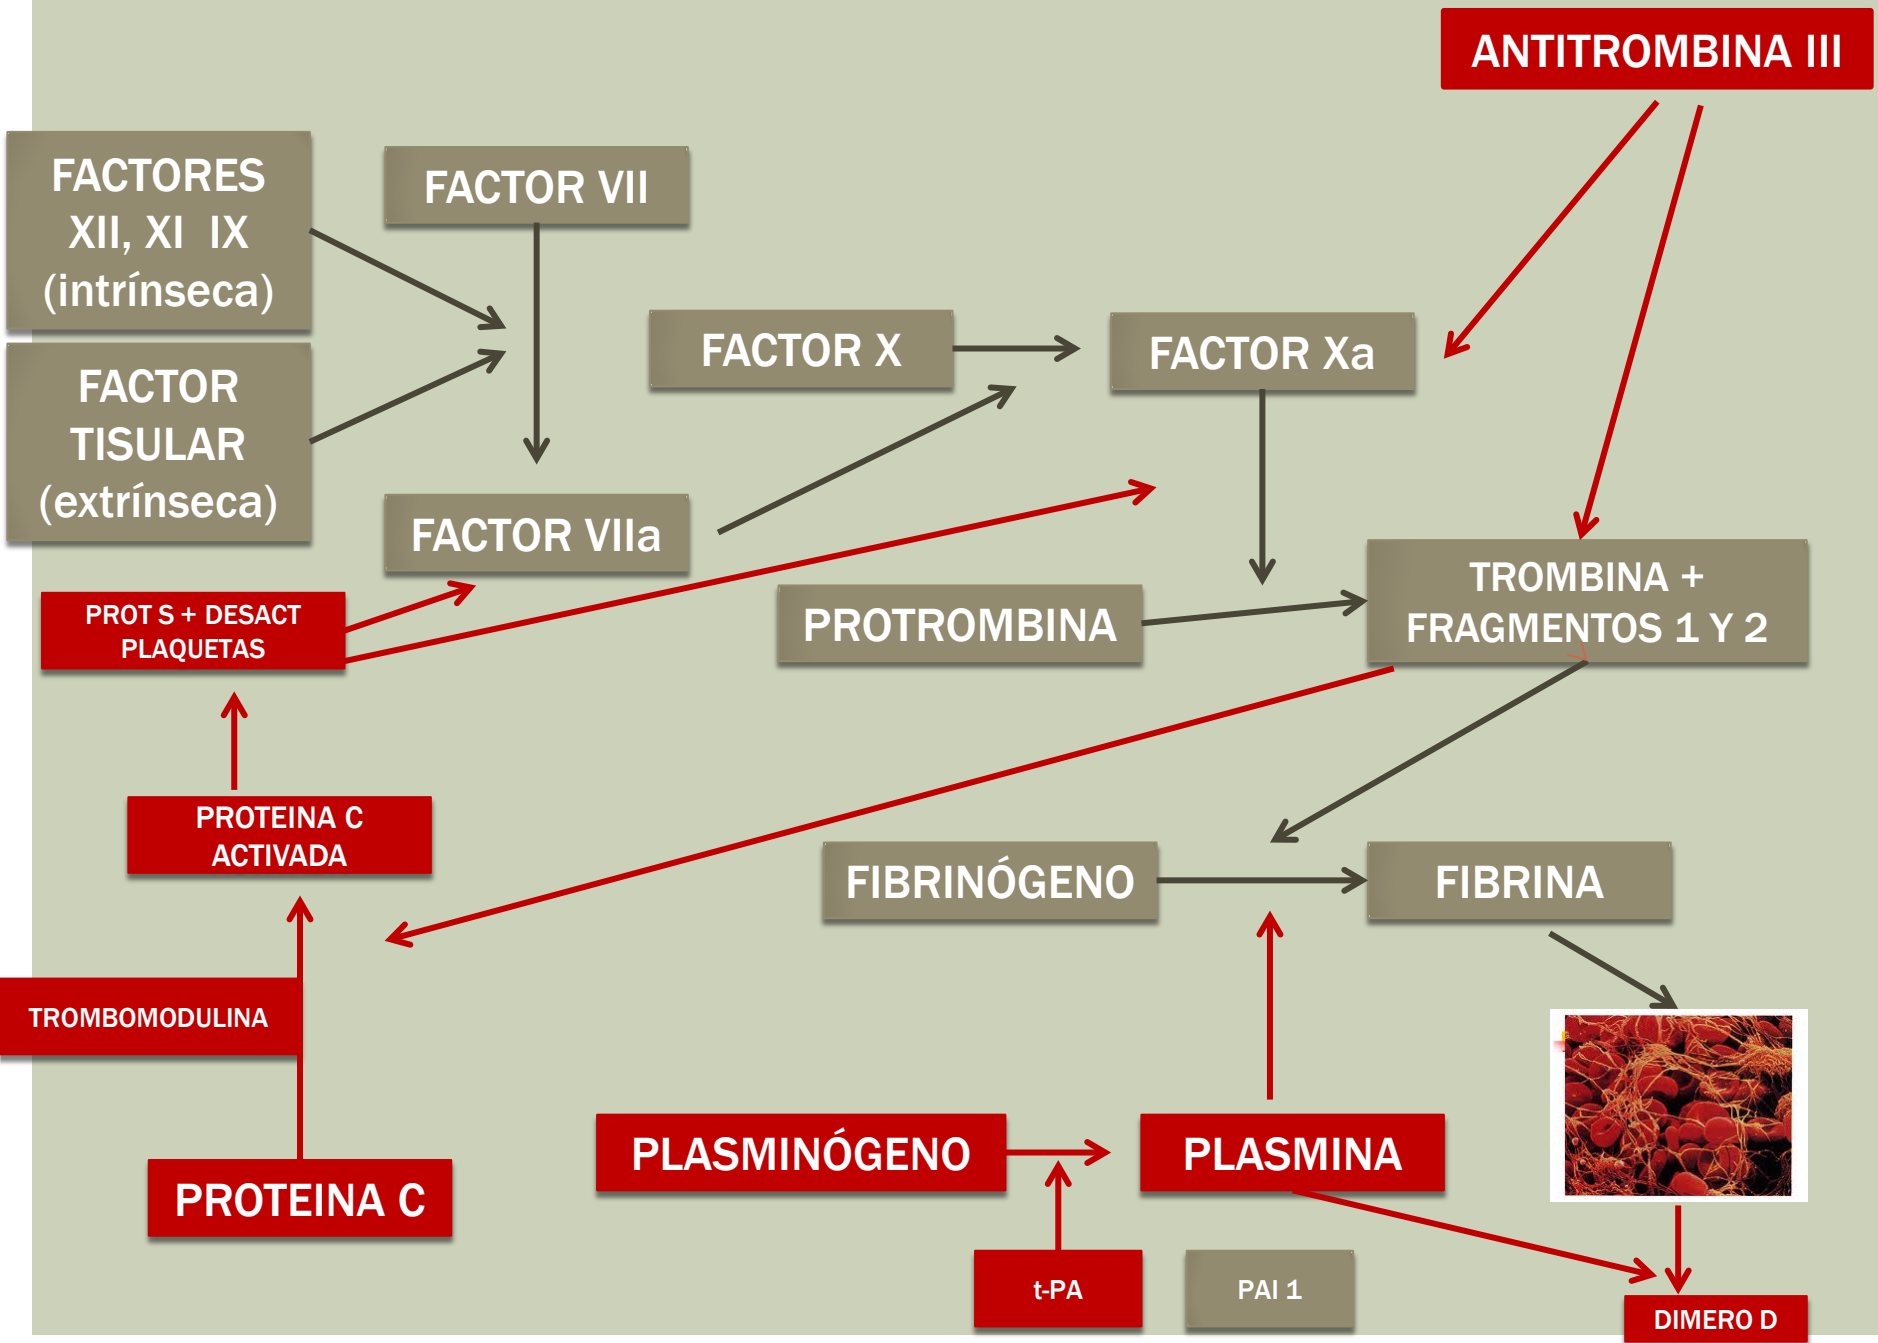 ANTITROMBINA III
FACTORES
XII, XI  IX
(intrínseca)
FACTOR VII
FACTOR X
FACTOR Xa
FACTOR
TISULAR
(extrínseca)
FACTOR VIIa
PROT S + DESACT
PLAQUETAS
PROTROMBINA
TROMBINA +
FRAGMENTOS 1 Y 2
PROTEINA C
ACTIVADA
FIBRINÓGENO
FIBRINA
TROMBOMODULINA
PLASMINÓGENO
PLASMINA
PROTEINA C
t-PA
PAI 1
DIMERO D